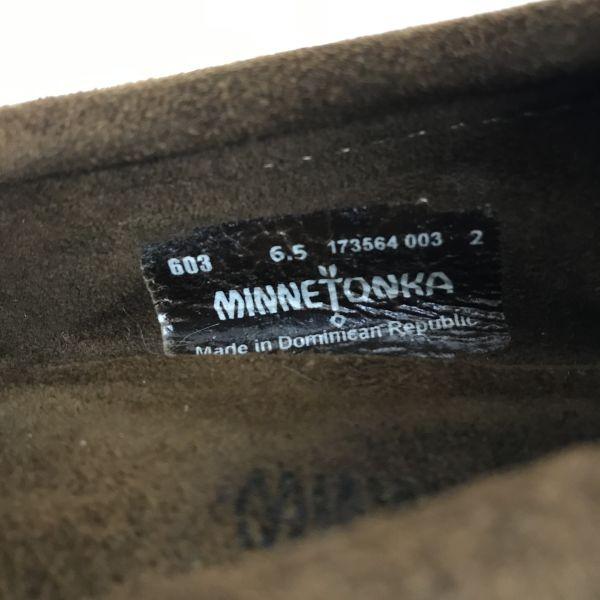 603 6.5 173564 003 2
MINNETONKA
Made in Dominican Republic